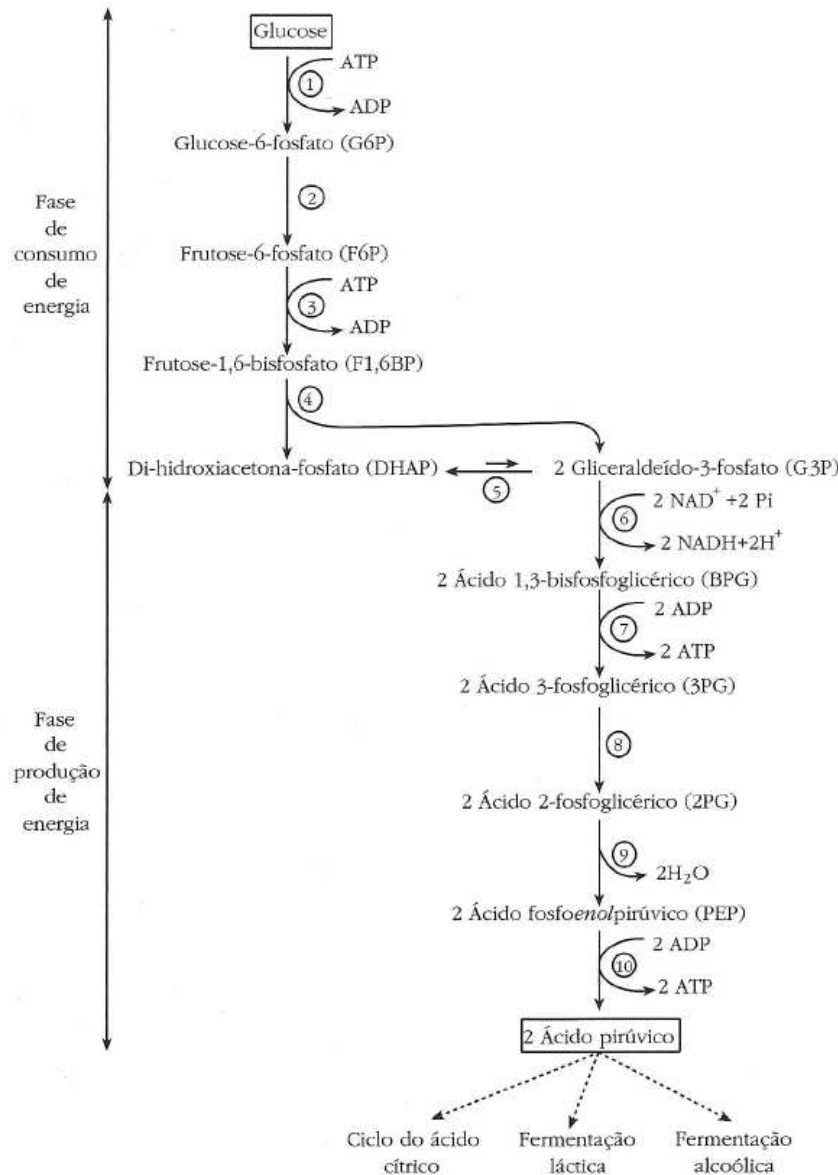 Glucose
ATP
1
ADP
Glucose-6-fosfato (G6P)
2
Fase
de
consumo
de
energia
Frutose-6-fosfato (F6P)
ATP
3
ADP
Frutose-1,6-bisfosfato (F1,6BP)
4
Di-hidroxiacetona-fosfato (DHAP)
5
2 Gliceraldeído-3-fosfato (G3P)
2 NAD⁺ +2 Pi
6
2 NADH+2H⁺
2 Ácido 1,3-bisfosfoglicérico (BPG)
2 ADP
7
2 ATP
2 Ácido 3-fosfoglicérico (3PG)
Fase
de
produção
de
energia
8
2 Ácido 2-fosfoglicérico (2PG)
9
2H₂O
2 Ácido fosfoenolpirúvico (PEP)
2 ADP
10
2 ATP
2 Ácido pirúvico
Ciclo do ácido
cítrico
Fermentação
láctica
Fermentação
alcoólica